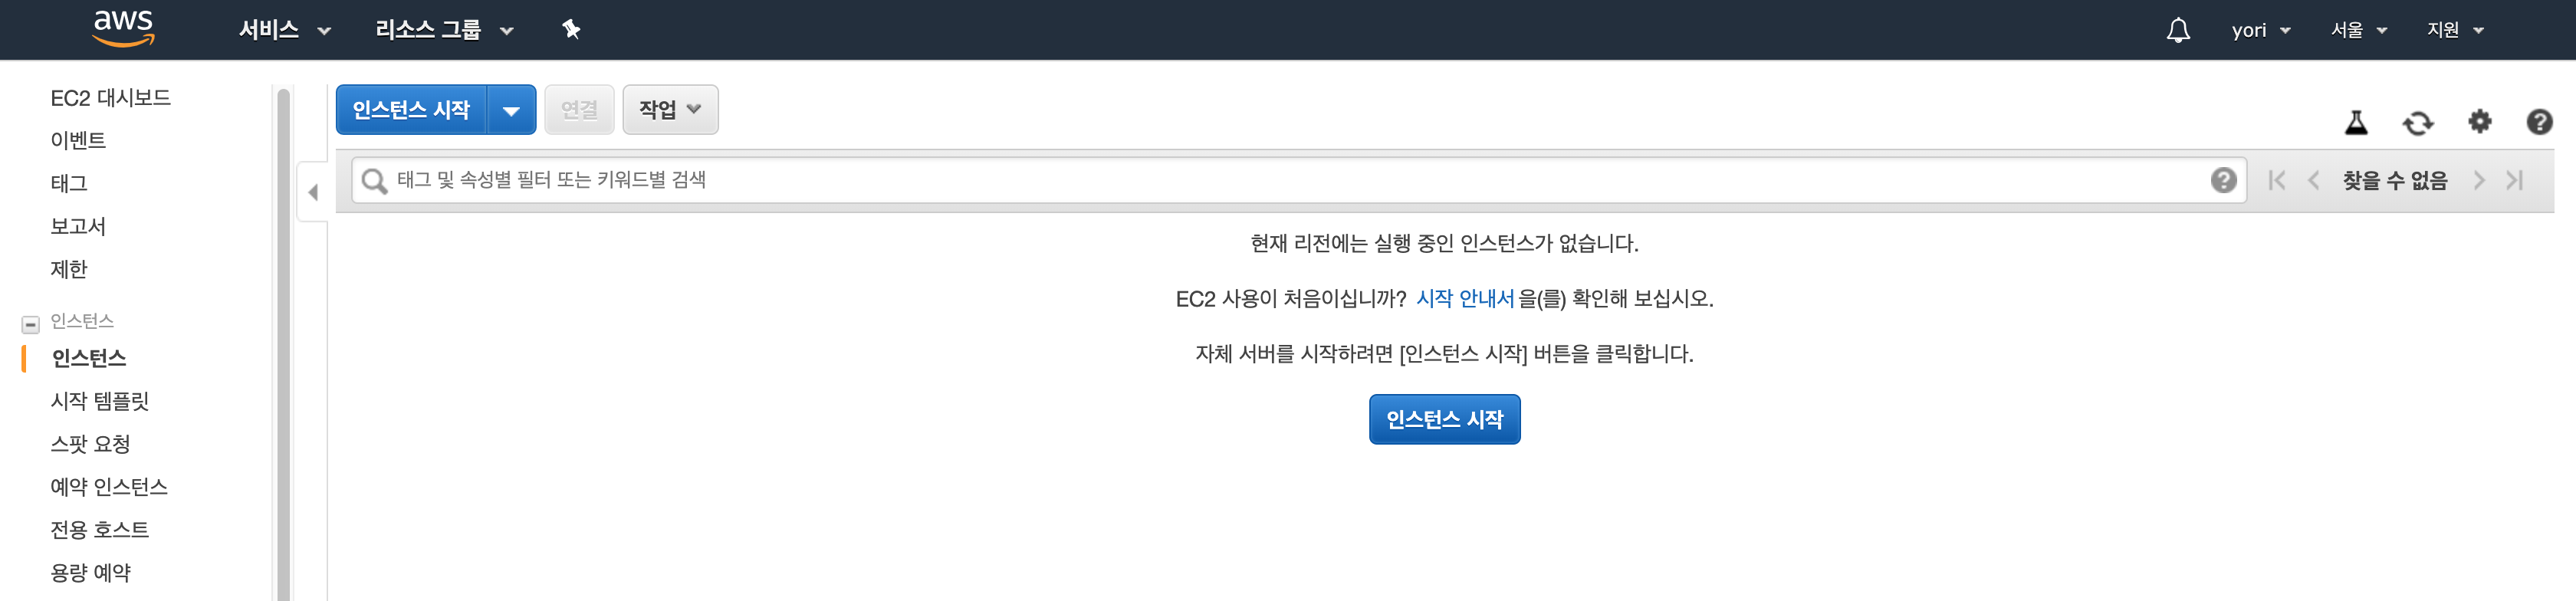 aws 서비스 리소스 그룹 yori 서울 지원
EC2 대시보드
이벤트
태그
보고서
제한
인스턴스
인스턴스
시작 템플릿
스팟 요청
예약 인스턴스
전용 호스트
용량 예약
인스턴스 시작 연결 작업
태그 및 속성별 필터 또는 키워드별 검색 찾을 수 없음
현재 리전에는 실행 중인 인스턴스가 없습니다.
EC2 사용이 처음이십니까? 시작 안내서을(를) 확인해 보십시오.
자체 서버를 시작하려면 [인스턴스 시작] 버튼을 클릭합니다.
인스턴스 시작